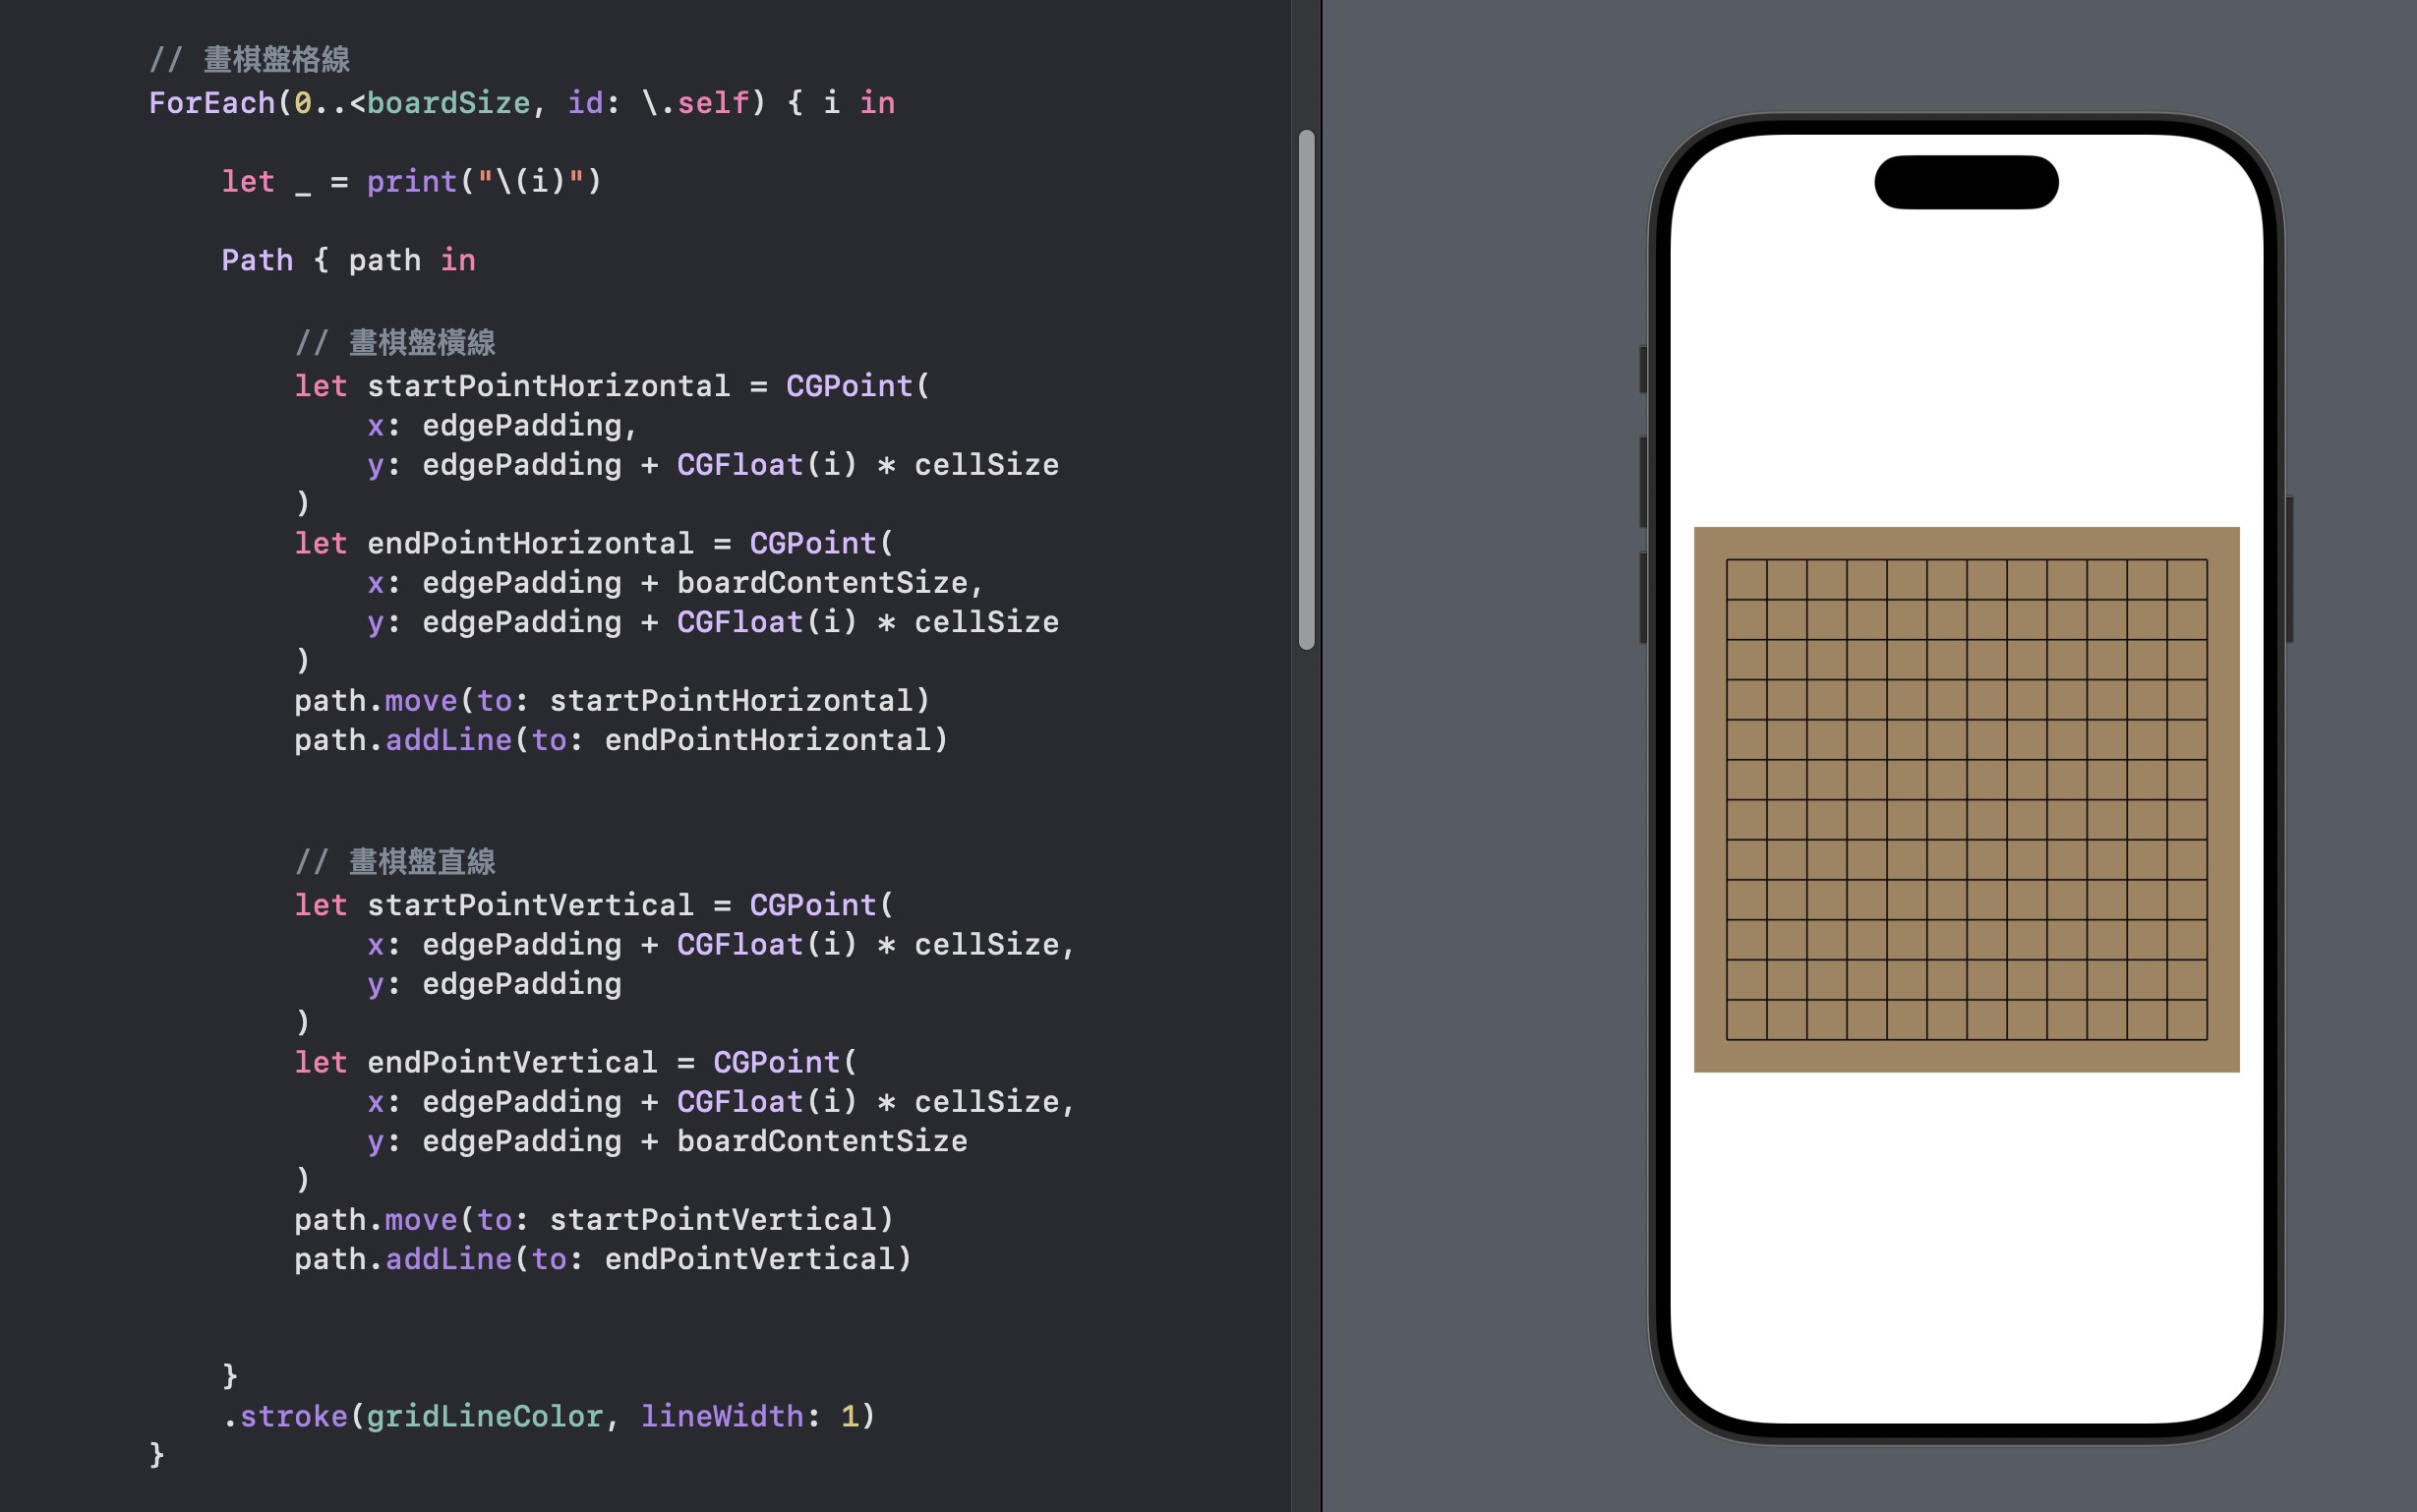 // 畫棋盤格線
ForEach(0..<boardSize, id: \.self) { i in
let _ = print("\(i)")
Path { path in
// 畫棋盤橫線
let startPointHorizontal = CGPoint(
x: edgePadding,
y: edgePadding + CGFloat(i) * cellSize
)
let endPointHorizontal = CGPoint(
x: edgePadding + boardContentSize,
y: edgePadding + CGFloat(i) * cellSize
)
path.move(to: startPointHorizontal)
path.addLine(to: endPointHorizontal)
// 畫棋盤直線
let startPointVertical = CGPoint(
x: edgePadding + CGFloat(i) * cellSize,
y: edgePadding
)
let endPointVertical = CGPoint(
x: edgePadding + CGFloat(i) * cellSize,
y: edgePadding + boardContentSize
)
path.move(to: startPointVertical)
path.addLine(to: endPointVertical)
}
.stroke(gridLineColor, lineWidth: 1)
}